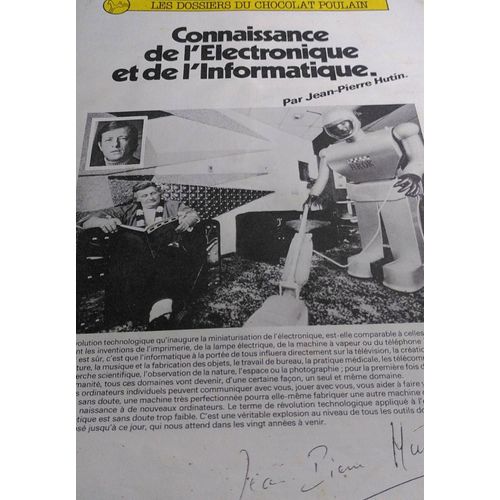 LES DOSSIERS DU CHOCOLAT POULAIN
Connaissance
de l'Electronique
et de l'Informatique.
Par Jean-Pierre Hutin.
volution technologique qu'inaugure la miniaturisation de l'électronique, est-elle comparable à celles
nt les inventions de l'imprimerie, de la lampe électrique, de la machine à vapeur ou du téléphone
est sûr, c'est que l'informatique à la portée de tous influera directement sur la télévision, la créatio
ture, la musique et la fabrication des objets, le travail de bureau, la pratique médicale, les télécom
erche scientifique, l'observation de la nature, l'espace ou la photographie ; pour la première fois d
manité, tous ces domaines vont devenir, d'une certaine façon, un seul et même domaine.
s ordinateurs individuels peuvent communiquer avec vous, jouer avec vous, vous aider à faire
sans doute, une machine très perfectionnée pourra elle-même fabriquer une autre machine
naissance à de nouveaux ordinateurs. Le terme de révolution technologique appliqué à l'é
tique est sans doute trop faible. C'est une véritable explosion au niveau de tous les outils do
osé jusqu'à ce jour, qui nous attend dans les vingt années à venir.
Jean Pierre